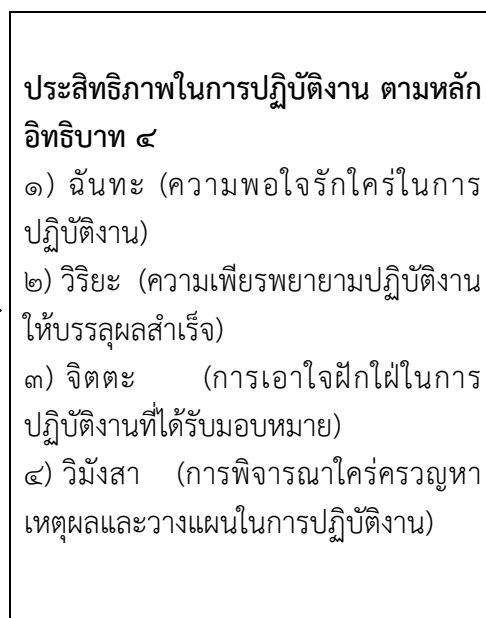 ประสิทธิภาพในการปฏิบัติงาน ตามหลัก
อิทธิบาท ๔
๑) ฉันทะ (ความพอใจรักใคร่ในการ
ปฏิบัติงาน)
๒) วิริยะ (ความเพียรพยายามปฏิบัติงาน
ให้บรรลุผลสำเร็จ)
๓) จิตตะ (การเอาใจฝักใฝ่ในการ
ปฏิบัติงานที่ได้รับมอบหมาย)
๔) วิมังสา (การพิจารณาใคร่ครวญหา
เหตุผลและวางแผนในการปฏิบัติงาน)